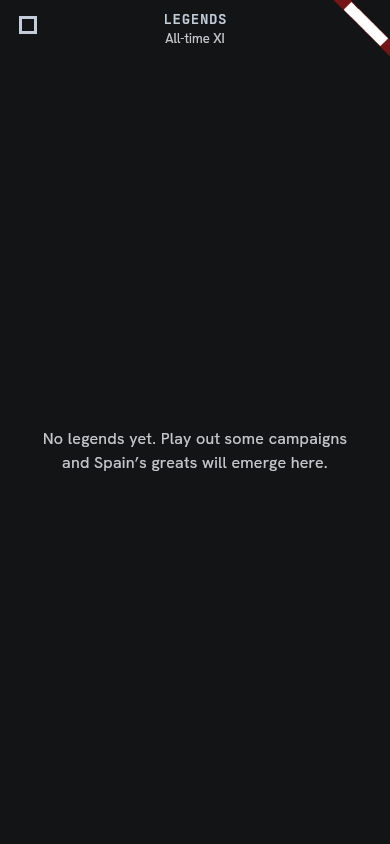 LEGENDS
All-time XI
No legends yet. Play out some campaigns
and Spain’s greats will emerge here.